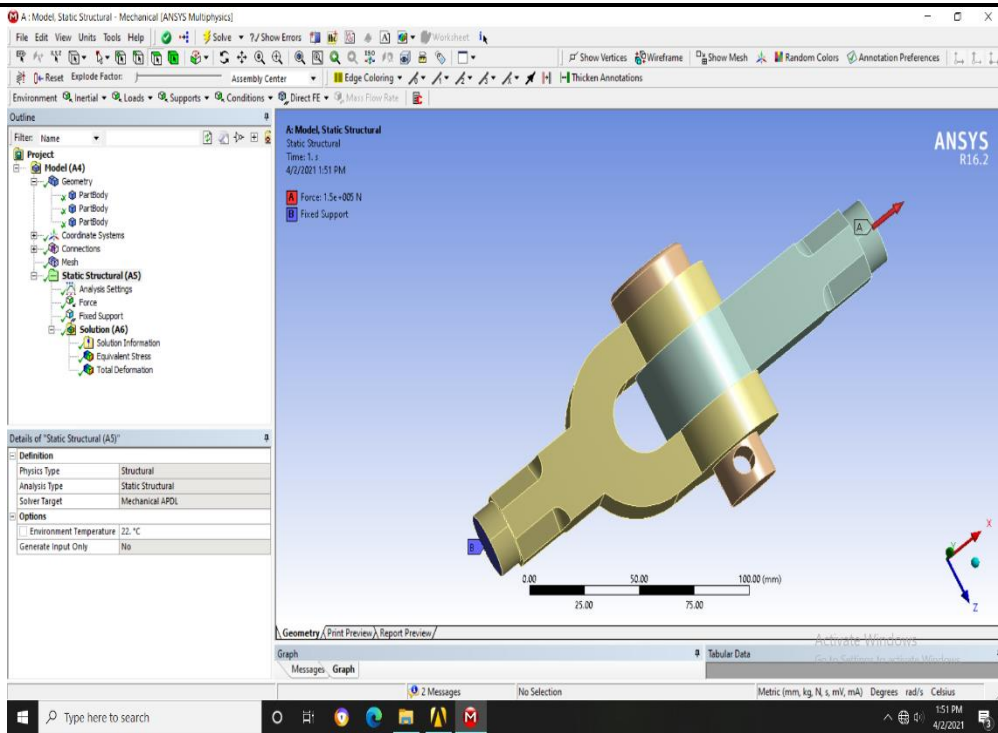 A : Model, Static Structural - Mechanical [ANSYS Multiphysics]
File Edit View Units Tools Help Solve ?/Show Errors Worksheet
Show Vertices Wireframe Show Mesh Random Colors Annotation Preferences
Reset Explode Factor: Assembly Center Edge Coloring Thicken Annotations
Environment Inertial Loads Supports Conditions Direct FE Mass Flow Rate
Outline
Filter: Name
Project
Model (A4)
Geometry
PartBody
PartBody
PartBody
Coordinate Systems
Connections
Mesh
Static Structural (A5)
Analysis Settings
Force
Fixed Support
Solution (A6)
Solution Information
Equivalent Stress
Total Deformation
Details of "Static Structural (A5)"
Definition
Physics Type Structural
Analysis Type Static Structural
Solver Target Mechanical APDL
Options
Environment Temperature 22. °C
Generate Input Only No
A: Model, Static Structural
Static Structural
Time: 1. s
4/2/2021 1:51 PM
A Force: 1.5e+005 N
B Fixed Support
ANSYS
R16.2
A
B
0.00 50.00 100.00 (mm)
25.00 75.00
X
Y
Z
Geometry Print Preview Report Preview
Activate Windows
Go to Settings to activate Windows.
Graph
Tabular Data
Messages Graph
2 Messages No Selection Metric (mm, kg, N, s, mV, mA) Degrees rad/s Celsius
Type here to search
1:51 PM
4/2/2021
3